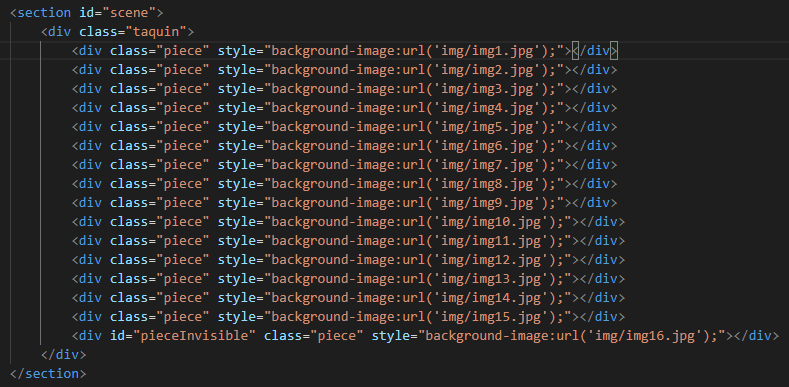 <section id="scene">
<div class="taquin">
<div class="piece" style="background-image:url('img/img1.jpg');"></div>
<div class="piece" style="background-image:url('img/img2.jpg');"></div>
<div class="piece" style="background-image:url('img/img3.jpg');"></div>
<div class="piece" style="background-image:url('img/img4.jpg');"></div>
<div class="piece" style="background-image:url('img/img5.jpg');"></div>
<div class="piece" style="background-image:url('img/img6.jpg');"></div>
<div class="piece" style="background-image:url('img/img7.jpg');"></div>
<div class="piece" style="background-image:url('img/img8.jpg');"></div>
<div class="piece" style="background-image:url('img/img9.jpg');"></div>
<div class="piece" style="background-image:url('img/img10.jpg');"></div>
<div class="piece" style="background-image:url('img/img11.jpg');"></div>
<div class="piece" style="background-image:url('img/img12.jpg');"></div>
<div class="piece" style="background-image:url('img/img13.jpg');"></div>
<div class="piece" style="background-image:url('img/img14.jpg');"></div>
<div class="piece" style="background-image:url('img/img15.jpg');"></div>
<div id="pieceInvisible" class="piece" style="background-image:url('img/img16.jpg');"></div>
</div>
</section>